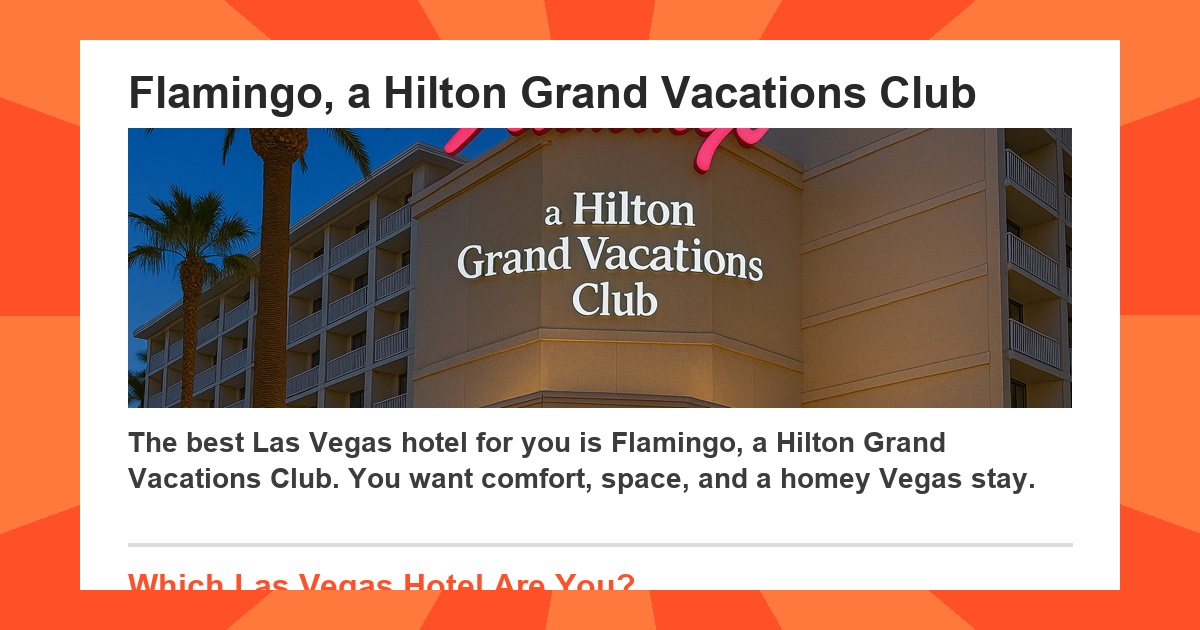 Flamingo, a Hilton Grand Vacations Club
a Hilton
Grand Vacations
Club
The best Las Vegas hotel for you is Flamingo, a Hilton Grand
Vacations Club. You want comfort, space, and a homey Vegas stay.
Which Las Vegas Hotel Are You?